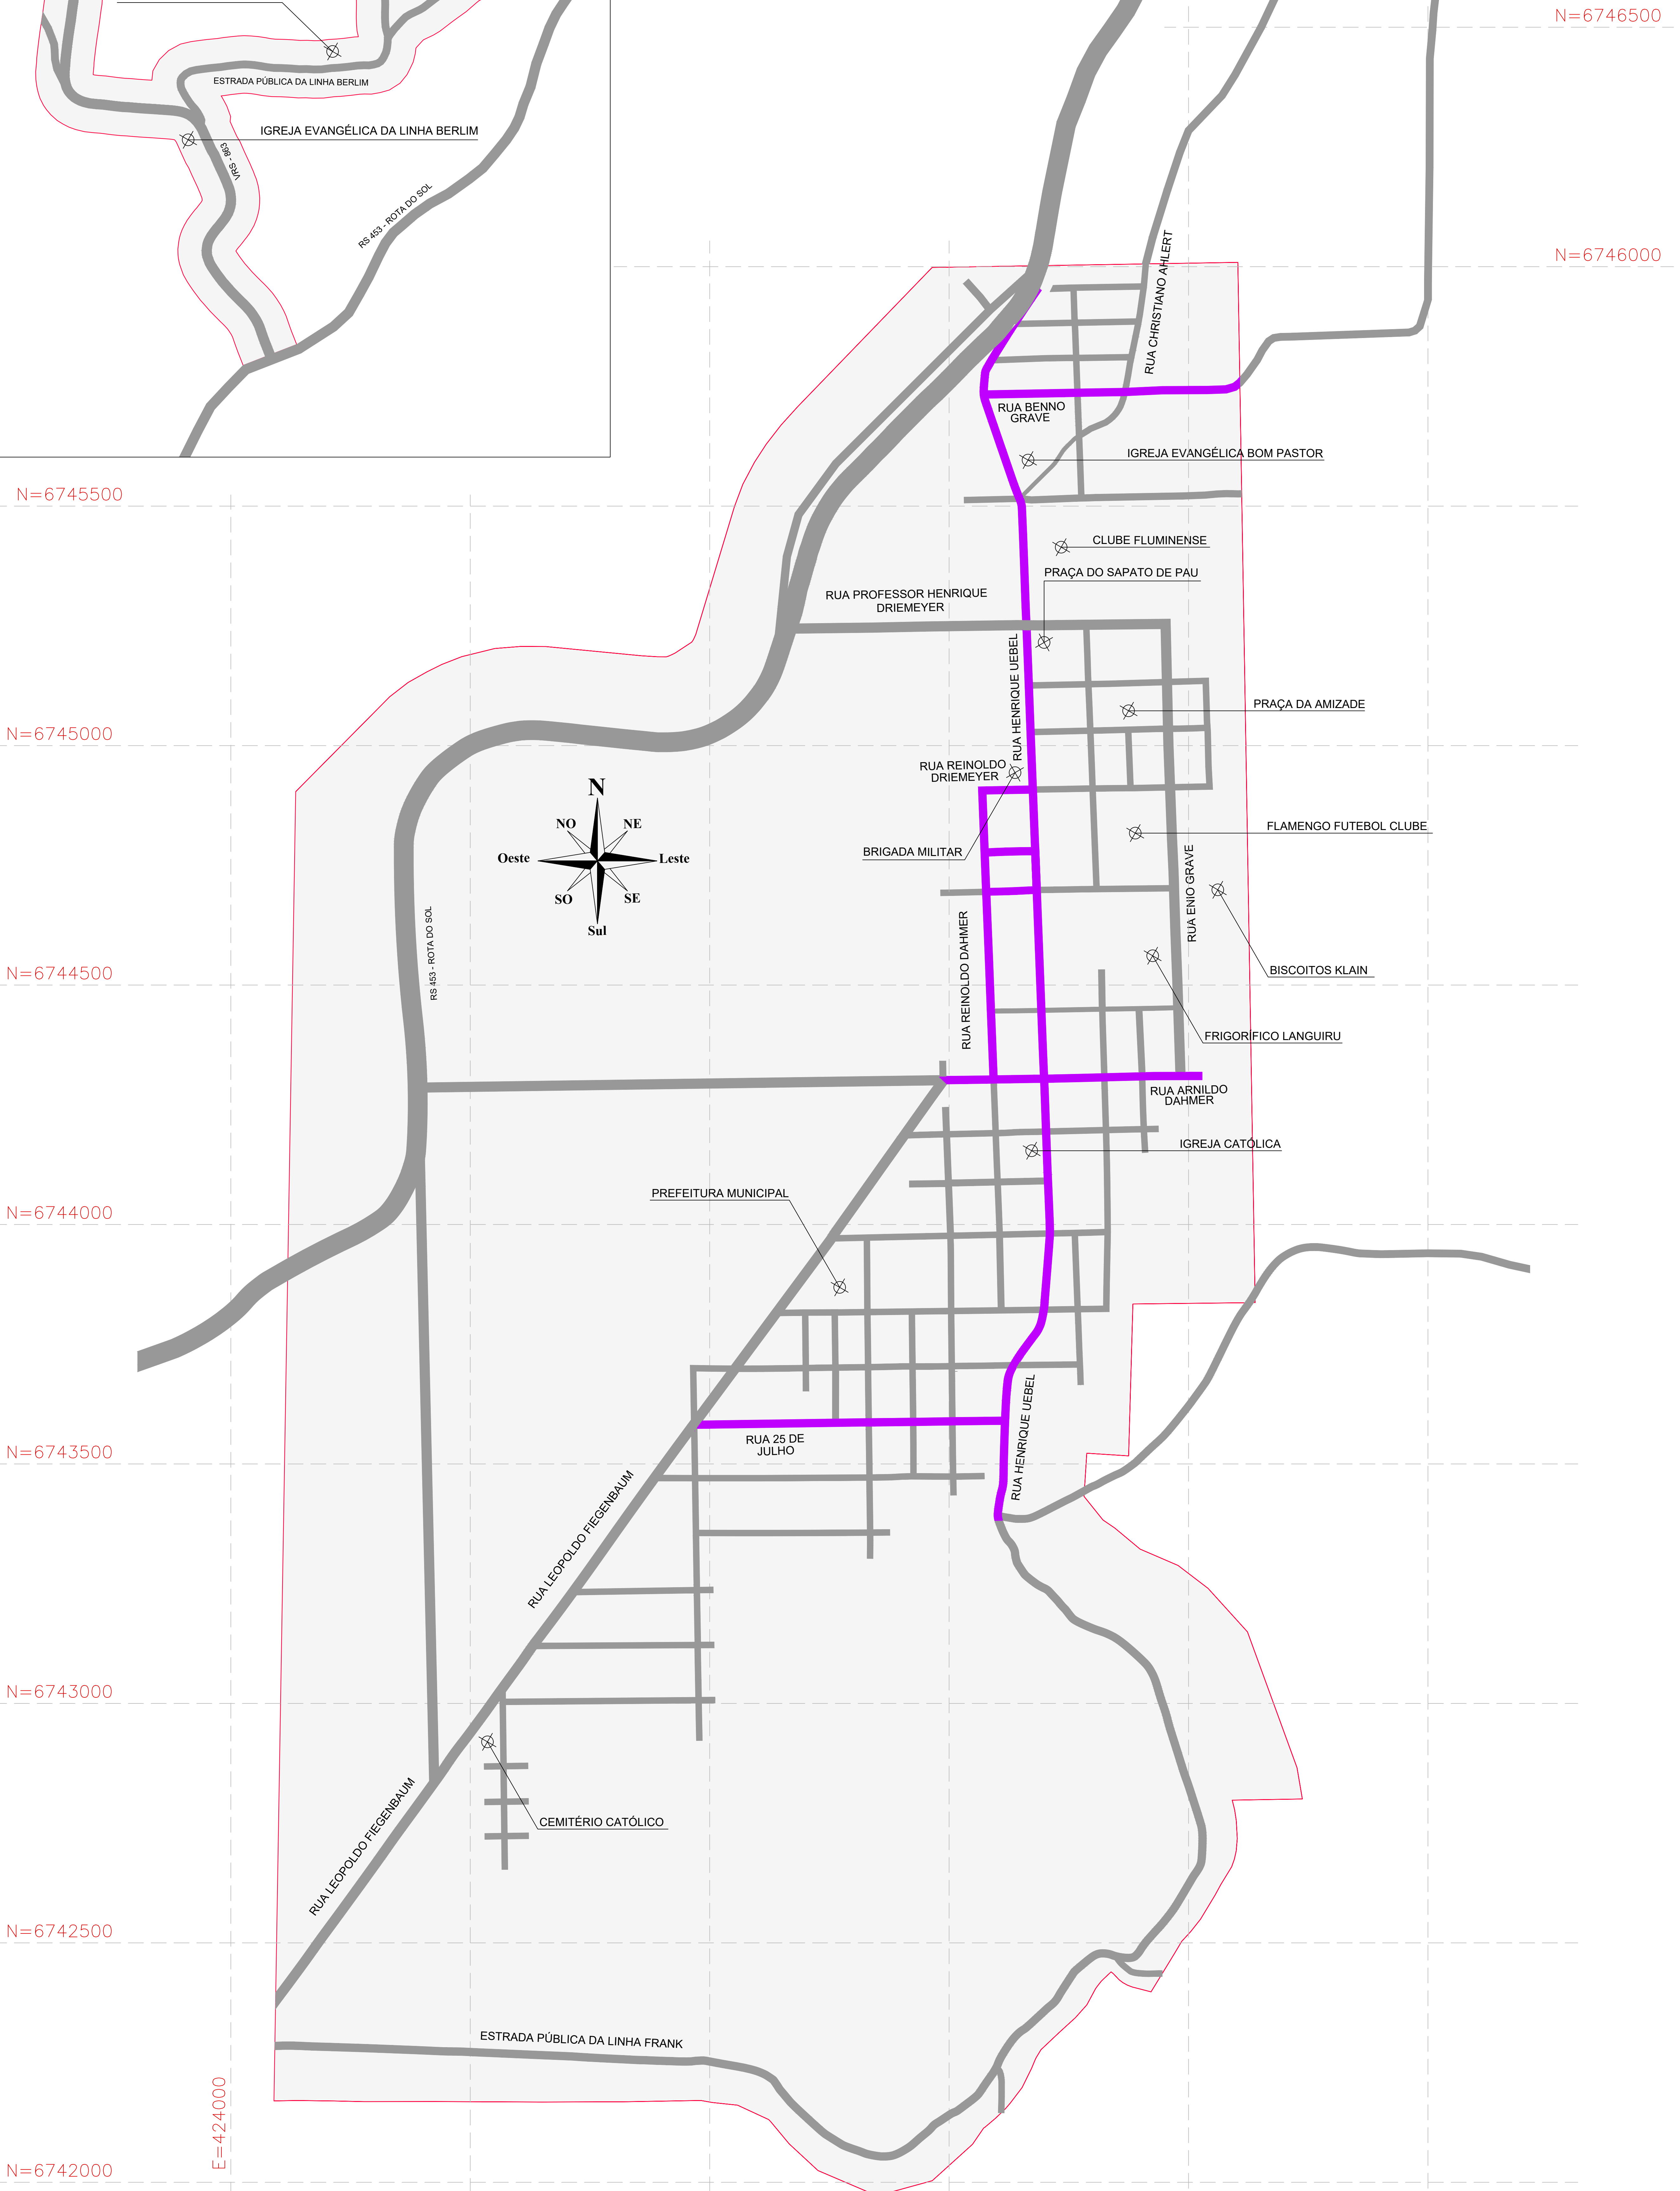 N=6746500
ESTRADA PÚBLICA DA LINHA BERLIM
IGREJA EVANGÉLICA DA LINHA BERLIM
VRS - 863
RS 453 - ROTA DO SOL
N=6746000
RUA CHRISTIANO AHLERT
RUA BENNO
GRAVE
IGREJA EVANGÉLICA BOM PASTOR
N=6745500
CLUBE FLUMINENSE
PRAÇA DO SAPATO DE PAU
RUA PROFESSOR HENRIQUE
DRIEMEYER
RUA HENRIQUE UEBEL
PRAÇA DA AMIZADE
N=6745000
RUA REINOLDO
DRIEMEYER
N
NO
NE
Oeste
Leste
SO
SE
Sul
FLAMENGO FUTEBOL CLUBE
BRIGADA MILITAR
RUA ENIO GRAVE
RS 453 - ROTA DO SOL
RUA REINOLDO DAHMER
N=6744500
BISCOITOS KLAIN
FRIGORÍFICO LANGUIRU
RUA ARNILDO
DAHMER
IGREJA CATÓLICA
PREFEITURA MUNICIPAL
N=6744000
RUA HENRIQUE UEBEL
RUA 25 DE
JULHO
N=6743500
RUA LEOPOLDO FIEGENBAUM
N=6743000
CEMITÉRIO CATÓLICO
RUA LEOPOLDO FIEGENBAUM
N=6742500
ESTRADA PÚBLICA DA LINHA FRANK
E=424000
N=6742000